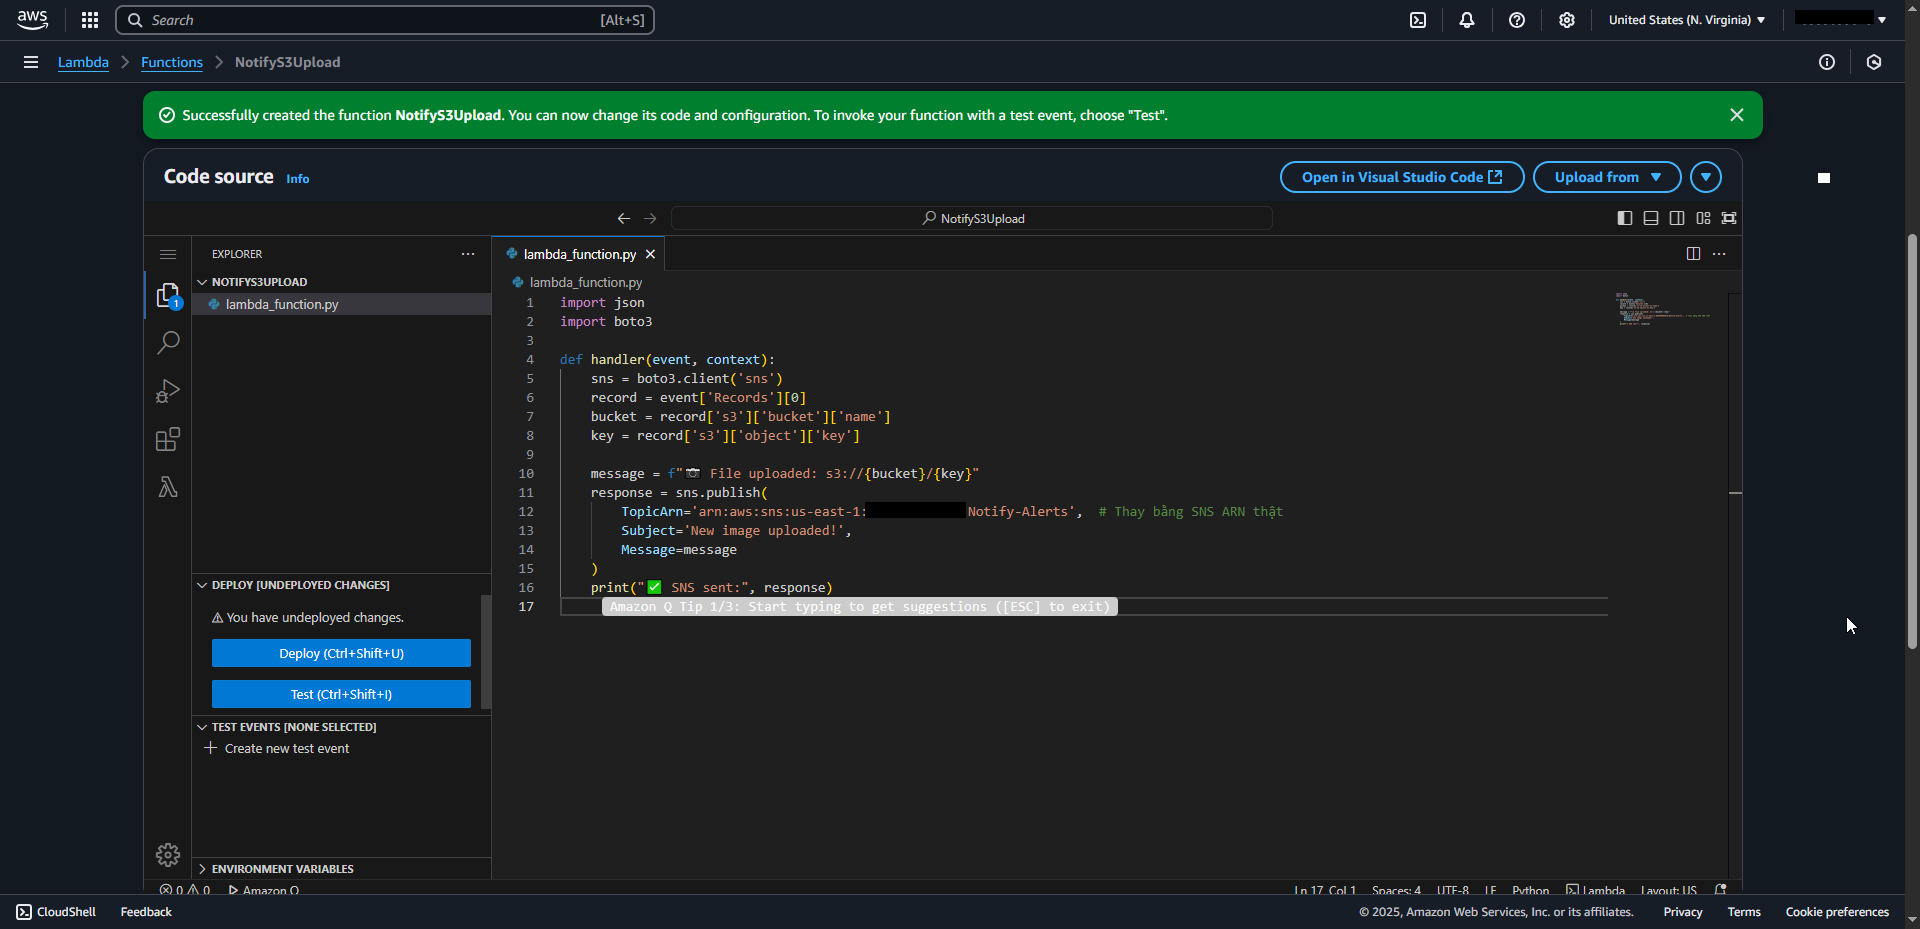 aws
Search
[Alt+S]
United States (N. Virginia)
Lambda
Functions
NotifyS3Upload
Successfully created the function NotifyS3Upload. You can now change its code and configuration. To invoke your function with a test event, choose "Test".
Code source Info
Open in Visual Studio Code
Upload from
NotifyS3Upload
EXPLORER
NOTIFYS3UPLOAD
lambda_function.py
1
DEPLOY [UNDEPLOYED CHANGES]
You have undeployed changes.
Deploy (Ctrl+Shift+U)
Test (Ctrl+Shift+I)
TEST EVENTS [NONE SELECTED]
Create new test event
ENVIRONMENT VARIABLES
lambda_function.py
lambda_function.py
1 import json
2 import boto3
3
4 def handler(event, context):
5 sns = boto3.client('sns')
6 record = event['Records'][0]
7 bucket = record['s3']['bucket']['name']
8 key = record['s3']['object']['key']
9
10 message = f"📷 File uploaded: s3://{bucket}/{key}"
11 response = sns.publish(
12 TopicArn='arn:aws:sns:us-east-1: Notify-Alerts', # Thay bằng SNS ARN thật
13 Subject='New image uploaded!',
14 Message=message
15 )
16 print("✅ SNS sent:", response)
17 Amazon Q Tip 1/3: Start typing to get suggestions ([ESC] to exit)
0 0 Amazon Q
Ln 17, Col 1 Spaces: 4 UTF-8 LF Python Lambda Layout: US
CloudShell Feedback
© 2025, Amazon Web Services, Inc. or its affiliates. Privacy Terms Cookie preferences